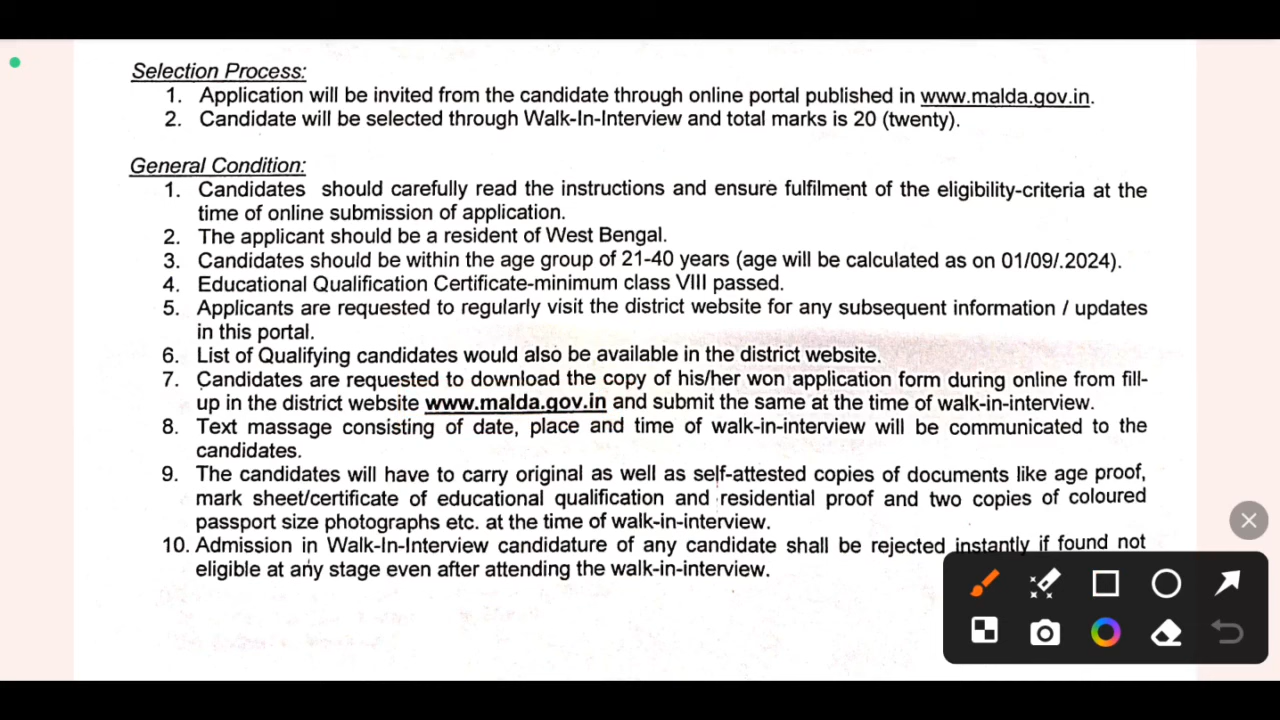 Selection Process:
1. Application will be invited from the candidate through online portal published in www.malda.gov.in.
2. Candidate will be selected through Walk-In-Interview and total marks is 20 (twenty).
General Condition:
1. Candidates should carefully read the instructions and ensure fulfilment of the eligibility-criteria at the
time of online submission of application.
2. The applicant should be a resident of West Bengal.
3. Candidates should be within the age group of 21-40 years (age will be calculated as on 01/09/.2024).
4. Educational Qualification Certificate-minimum class VIII passed.
5. Applicants are requested to regularly visit the district website for any subsequent information / updates
in this portal.
6. List of Qualifying candidates would also be available in the district website.
7. Candidates are requested to download the copy of his/her won application form during online from fill-
up in the district website www.malda.gov.in and submit the same at the time of walk-in-interview.
8. Text massage consisting of date, place and time of walk-in-interview will be communicated to the
candidates.
9. The candidates will have to carry original as well as self-attested copies of documents like age proof,
mark sheet/certificate of educational qualification and residential proof and two copies of coloured
passport size photographs etc. at the time of walk-in-interview.
10. Admission in Walk-In-Interview candidature of any candidate shall be rejected instantly if found not
eligible at any stage even after attending the walk-in-interview.